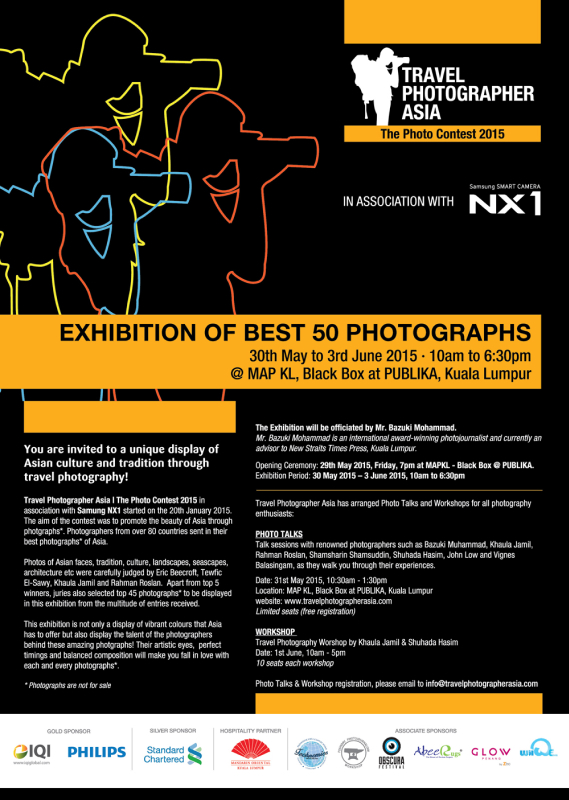 TRAVEL
PHOTOGRAPHER
ASIA
The Photo Contest 2015
IN ASSOCIATION WITH
Samsung SMART CAMERA
NX1
EXHIBITION OF BEST 50 PHOTOGRAPHS
30th May to 3rd June 2015 · 10am to 6:30pm
@ MAP KL, Black Box at PUBLIKA, Kuala Lumpur
You are invited to a unique display of
Asian culture and tradition through
travel photography!
Travel Photographer Asia | The Photo Contest 2015 in
association with Samung NX1 started on the 20th January 2015.
The aim of the contest was to promote the beauty of Asia through
photgraphs*. Photographers from over 80 countries sent in their
best photographs* of Asia.
Photos of Asian faces, tradition, culture, landscapes, seascapes,
architecture etc were carefully judged by Eric Beecroft, Tewfic
El-Sawy, Khaula Jamil and Rahman Roslan. Apart from top 5
winners, juries also selected top 45 photographs* to be displayed
in this exhibition from the multitude of entries received.
This exhibition is not only a display of vibrant colours that Asia
has to offer but also display the talent of the photographers
behind these amazing photgraphs! Their artistic eyes, perfect
timings and balanced composition will make you fall in love with
each and every photographs*.
* Photographs are not for sale
The Exhibition will be officiated by Mr. Bazuki Mohammad.
Mr. Bazuki Mohammad is an international award-winning photojournalist and currently an
advisor to New Straits Times Press, Kuala Lumpur.
Opening Ceremony: 29th May 2015, Friday, 7pm at MAPKL - Black Box @ PUBLIKA.
Exhibition Period: 30 May 2015 – 3 June 2015, 10am to 6:30pm
Travel Photographer Asia has arranged Photo Talks and Workshops for all photography
enthusiasts:
PHOTO TALKS
Talk sessions with renowned photographers such as Bazuki Muhammad, Khaula Jamil,
Rahman Roslan, Shamsharin Shamsuddin, Shuhada Hasim, John Low and Vignes
Balasingam, as they walk you through their experiences.
Date: 31st May 2015, 10:30am - 1:30pm
Location: MAP KL, Black Box at PUBLIKA, Kuala Lumpur
website: www.travelphotographerasia.com
Limited seats (free registration)
WORKSHOP
Travel Photography Worshop by Khaula Jamil & Shuhada Hasim
Date: 1st June, 10am - 5pm
10 seats each workshop
Photo Talks & Workshop registration, please email to info@travelphotographerasia.com
GOLD SPONSOR
SILVER SPONSOR
HOSPITALITY PARTNER
ASSOCIATE SPONSORS
IQI
www.iqiglobal.com
PHILIPS
Standard
Chartered
MANDARIN ORIENTAL
KUALA LUMPUR
OBSCURA
FESTIVAL
GLOW
PENANG